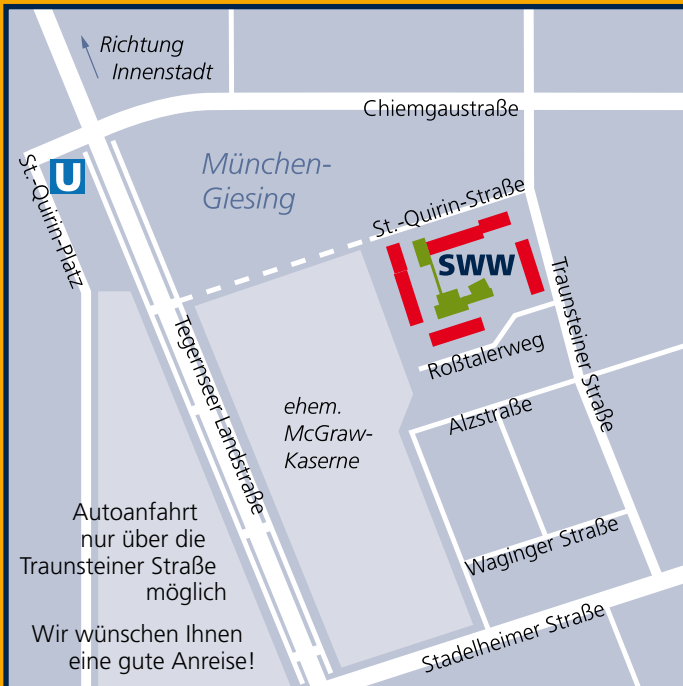 Richtung
Innenstadt
Chiemgaustraße
St.-Quirin-Platz
U
München-
Giesing
St.-Quirin-Straße
SWW
Traunsteiner Straße
Tegernseer Landstraße
Roßtalerweg
ehem.
McGraw-
Kaserne
Alzstraße
Autoanfahrt
nur über die
Traunsteiner Straße
möglich
Waginger Straße
Wir wünschen Ihnen
eine gute Anreise!
Stadelheimer Straße